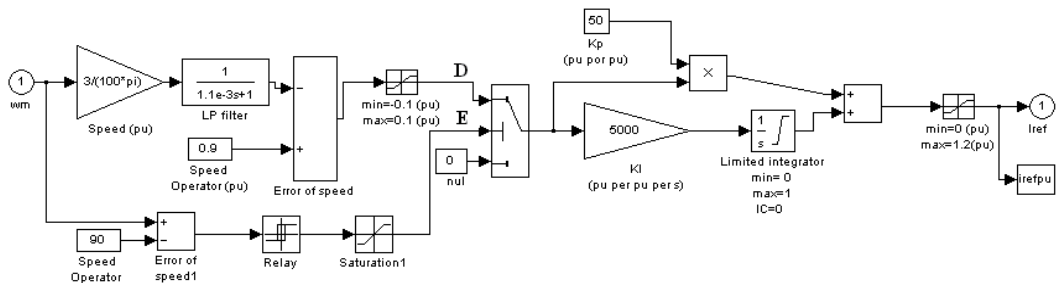 1
wm
3/(100*pi)
Speed (pu)
1
1.1e-3s+1
LP filter
0.9
Speed
Operator (pu)
−
+
Error of speed
min=-0.1 (pu)
max=0.1 (pu)
D
E
0
nul
50
Kp
(pu por pu)
×
5000
KI
(pu per pu per s)
1
s
Limited integrator
min= 0
max=1
IC=0
+
+
min=0 (pu)
max=1.2(pu)
1
Iref
irefpu
90
Speed
Operator
+
−
Error of
speed1
Relay
Saturation1